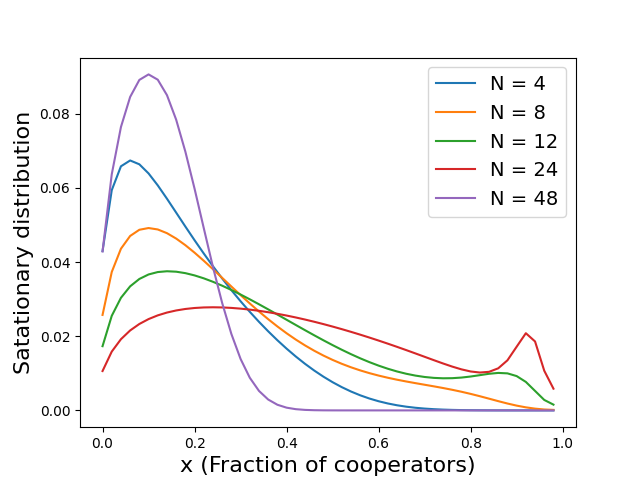 N = 4
N = 8
N = 12
N = 24
N = 48
Satationary distribution
0.08
0.06
0.04
0.02
0.00
0.0 0.2 0.4 0.6 0.8 1.0
x (Fraction of cooperators)